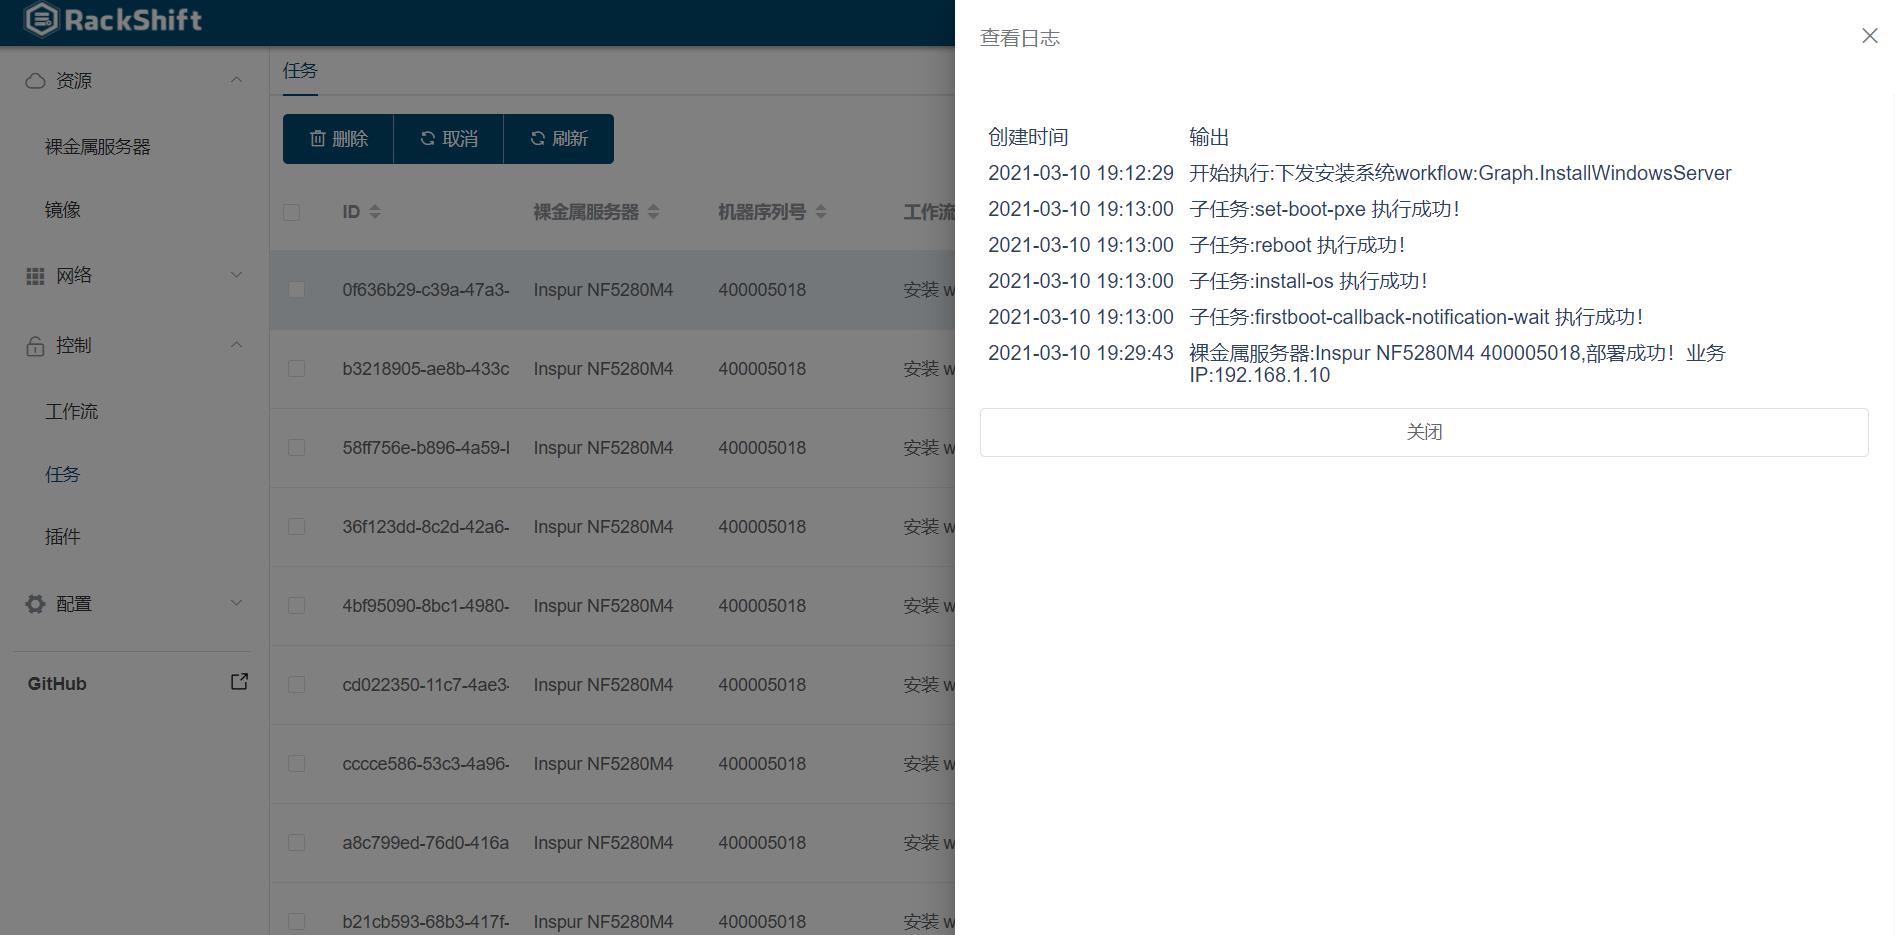 RackShift
资源
裸金属服务器
镜像
网络
控制
工作流
任务
插件
配置
GitHub
任务
删除 取消 刷新
ID 裸金属服务器 机器序列号 工作流
0f636b29-c39a-47a3- Inspur NF5280M4 400005018 安装 w
b3218905-ae8b-433c Inspur NF5280M4 400005018 安装 w
58ff756e-b896-4a59-l Inspur NF5280M4 400005018 安装 w
36f123dd-8c2d-42a6- Inspur NF5280M4 400005018 安装 w
4bf95090-8bc1-4980- Inspur NF5280M4 400005018 安装 w
cd022350-11c7-4ae3- Inspur NF5280M4 400005018 安装 w
cccce586-53c3-4a96- Inspur NF5280M4 400005018 安装 w
a8c799ed-76d0-416a Inspur NF5280M4 400005018 安装 w
b21cb593-68b3-417f- Inspur NF5280M4 400005018 安装 w
查看日志
创建时间 输出
2021-03-10 19:12:29 开始执行:下发安装系统workflow:Graph.InstallWindowsServer
2021-03-10 19:13:00 子任务:set-boot-pxe 执行成功！
2021-03-10 19:13:00 子任务:reboot 执行成功！
2021-03-10 19:13:00 子任务:install-os 执行成功！
2021-03-10 19:13:00 子任务:firstboot-callback-notification-wait 执行成功！
2021-03-10 19:29:43 裸金属服务器:Inspur NF5280M4 400005018,部署成功！业务
IP:192.168.1.10
关闭